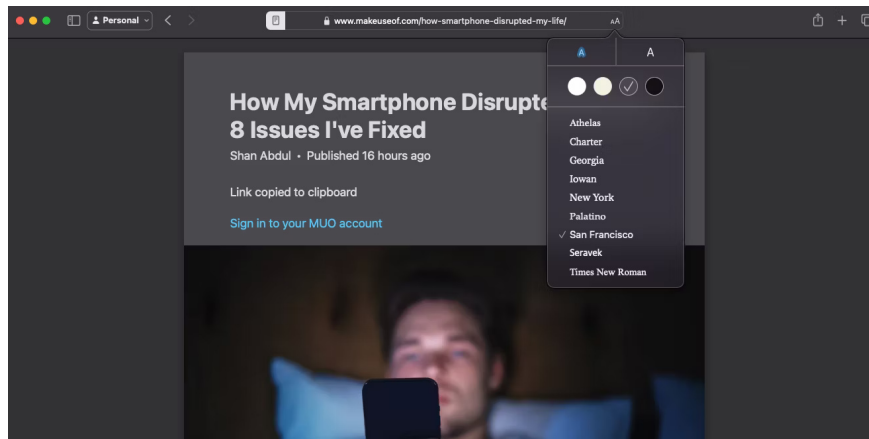 Personal
www.makeuseof.com/how-smartphone-disrupted-my-life/
AA
A A
Athelas
Charter
Georgia
Iowan
New York
Palatino
✓ San Francisco
Seravek
Times New Roman
How My Smartphone Disrupte
8 Issues I've Fixed
Shan Abdul • Published 16 hours ago
Link copied to clipboard
Sign in to your MUO account